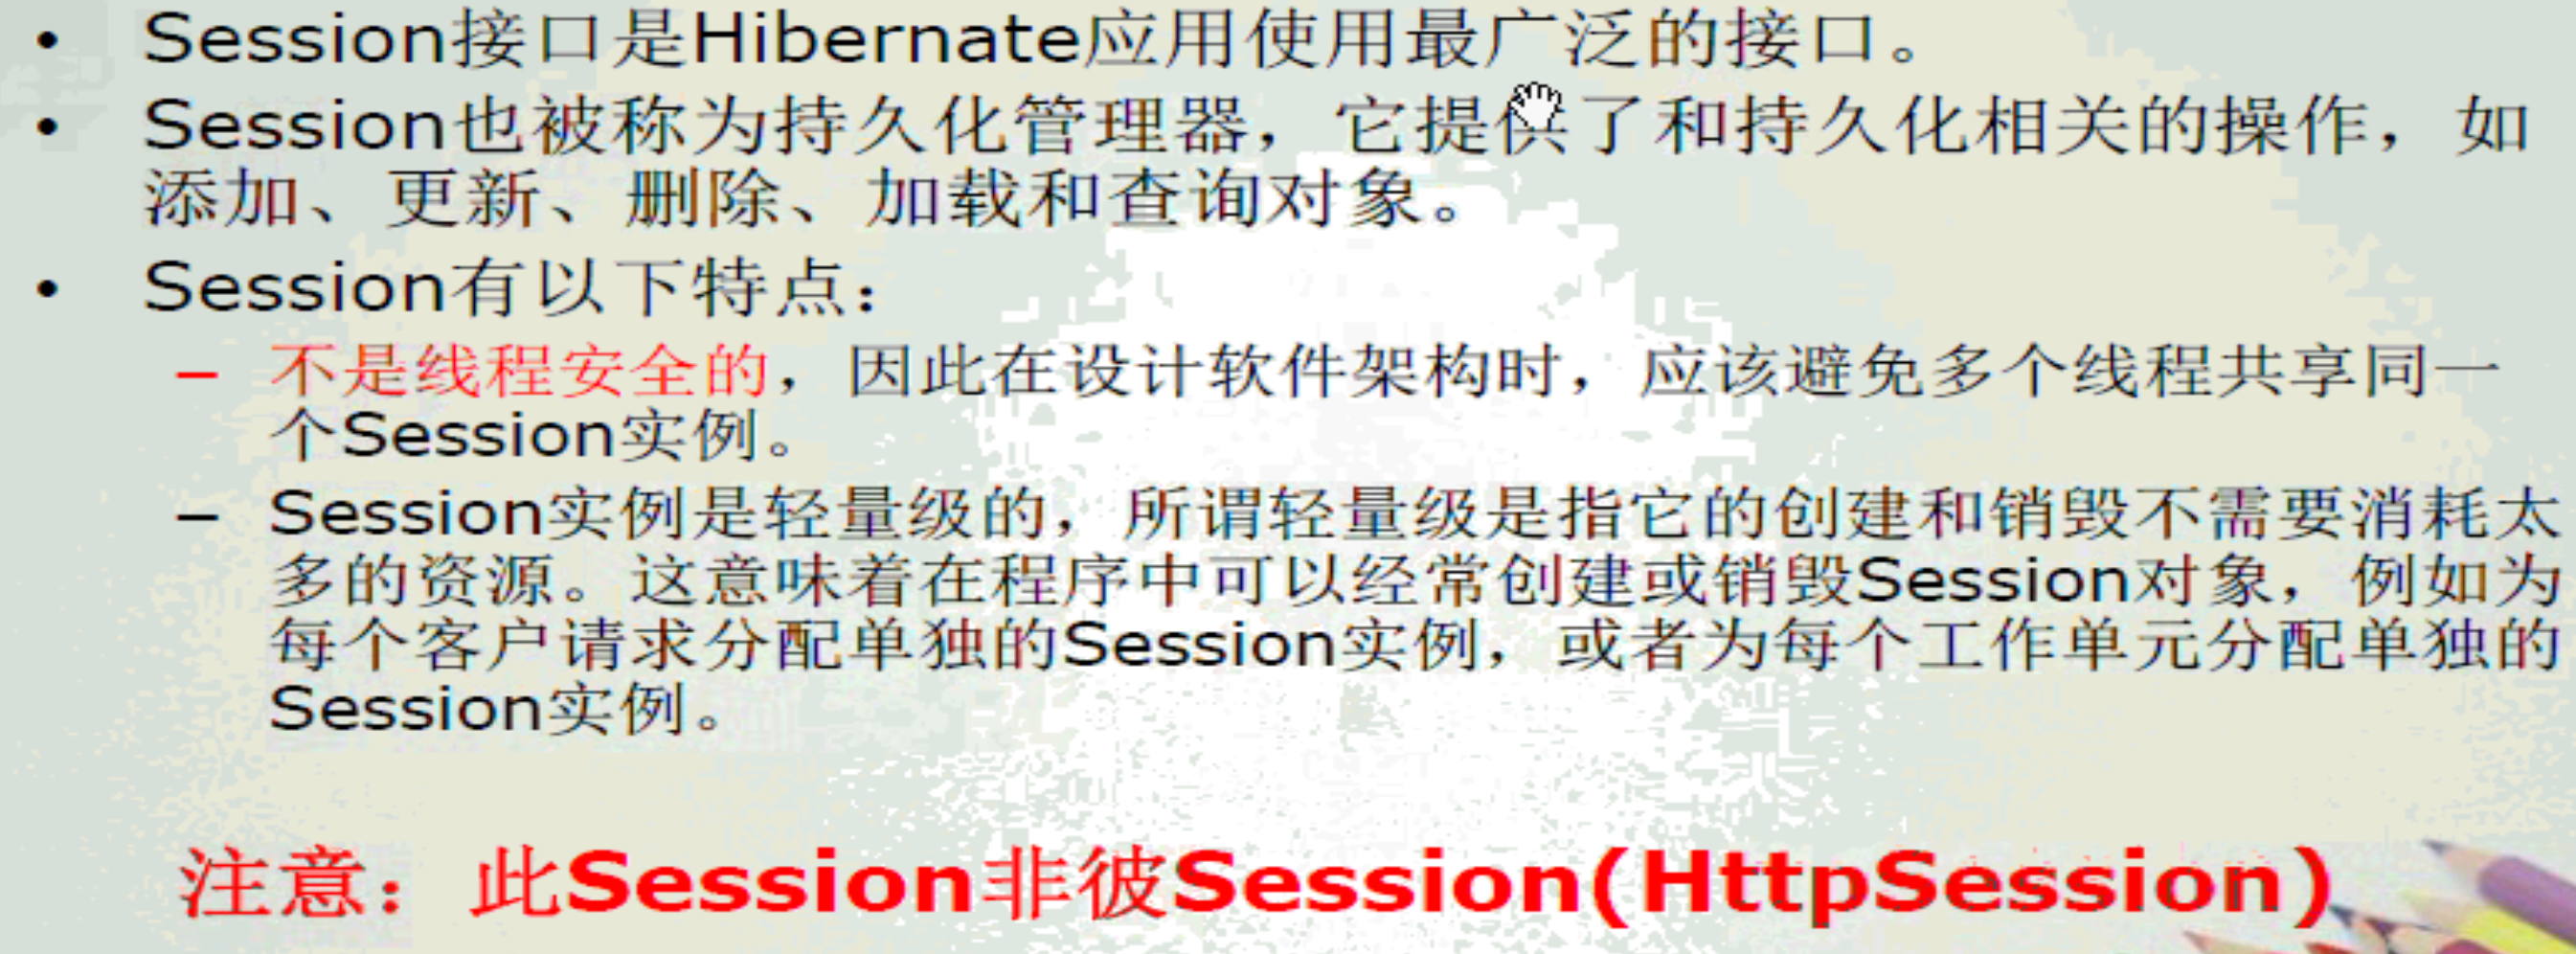 • Session接口是Hibernate应用使用最广泛的接口。
• Session也被称为持久化管理器，它提供了和持久化相关的操作，如
添加、更新、删除、加载和查询对象。
• Session有以下特点：
– 不是线程安全的，因此在设计软件架构时，应该避免多个线程共享同一
个Session实例。
– Session实例是轻量级的，所谓轻量级是指它的创建和销毁不需要消耗太
多的资源。这意味着在程序中可以经常创建或销毁Session对象，例如为
每个客户请求分配单独的Session实例，或者为每个工作单元分配单独的
Session实例。
注意： 此Session非彼Session(HttpSession)